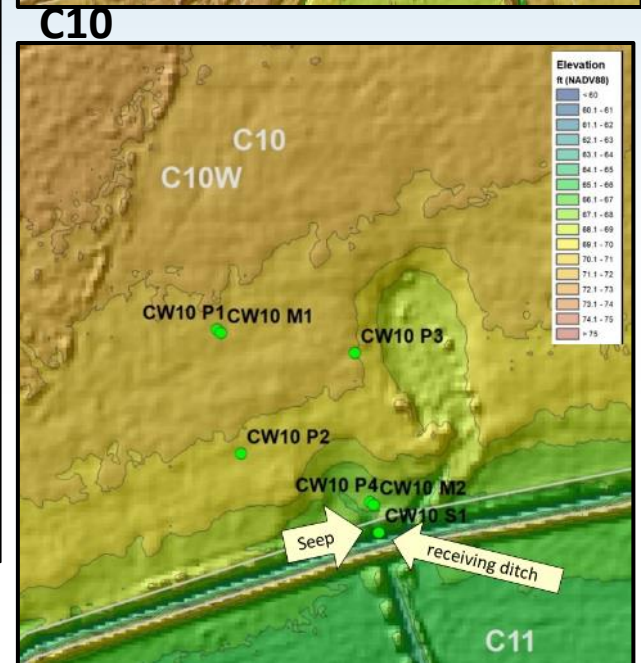 C10
Elevation
ft (NADV88)
< 60
60.1 - 61
61.1 - 62
62.1 - 63
63.1 - 64
64.1 - 65
65.1 - 66
66.1 - 67
67.1 - 68
68.1 - 69
69.1 - 70
70.1 - 71
71.1 - 72
72.1 - 73
73.1 - 74
74.1 - 75
> 75
C10
C10W
CW10 P1 CW10 M1
CW10 P3
CW10 P2
CW10 P4 CW10 M2
CW10 S1
Seep
receiving ditch
C11